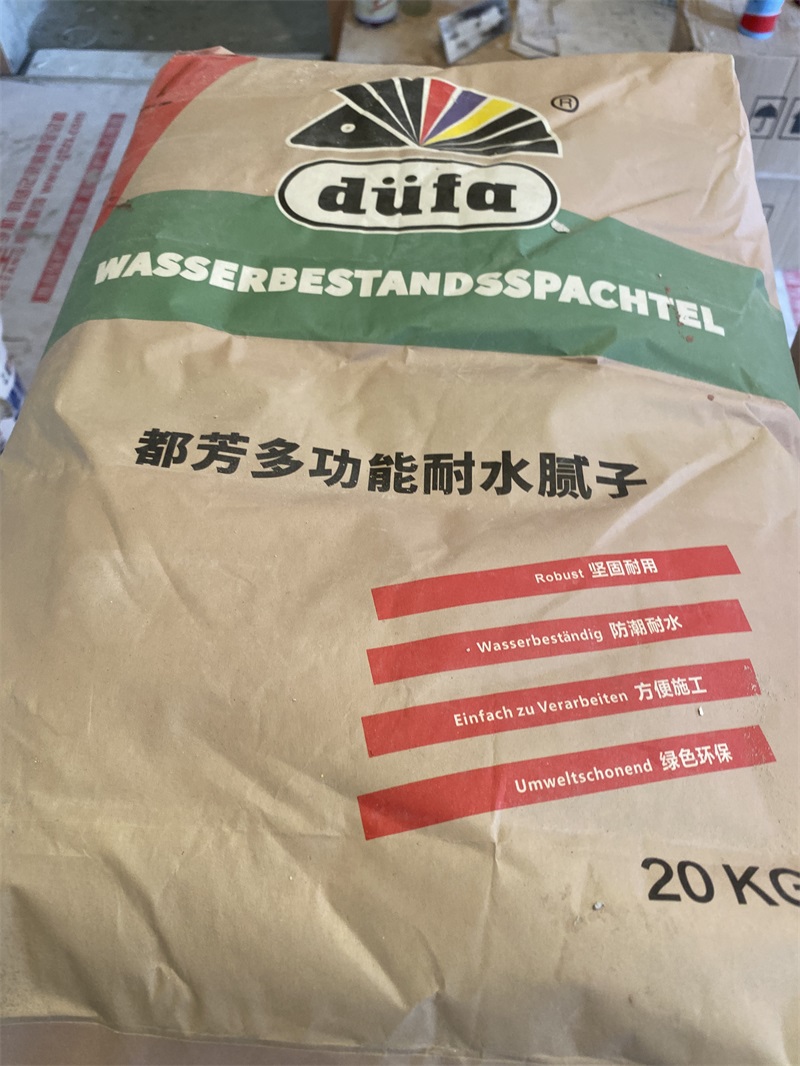 ®
düfa
WASSERBESTANDSSPACHTEL
都芳多功能耐水腻子
Robust 坚固耐用
· Wasserbeständig 防潮耐水
Einfach zu Verarbeiten 方便施工
Umweltschonend 绿色环保
20 KG